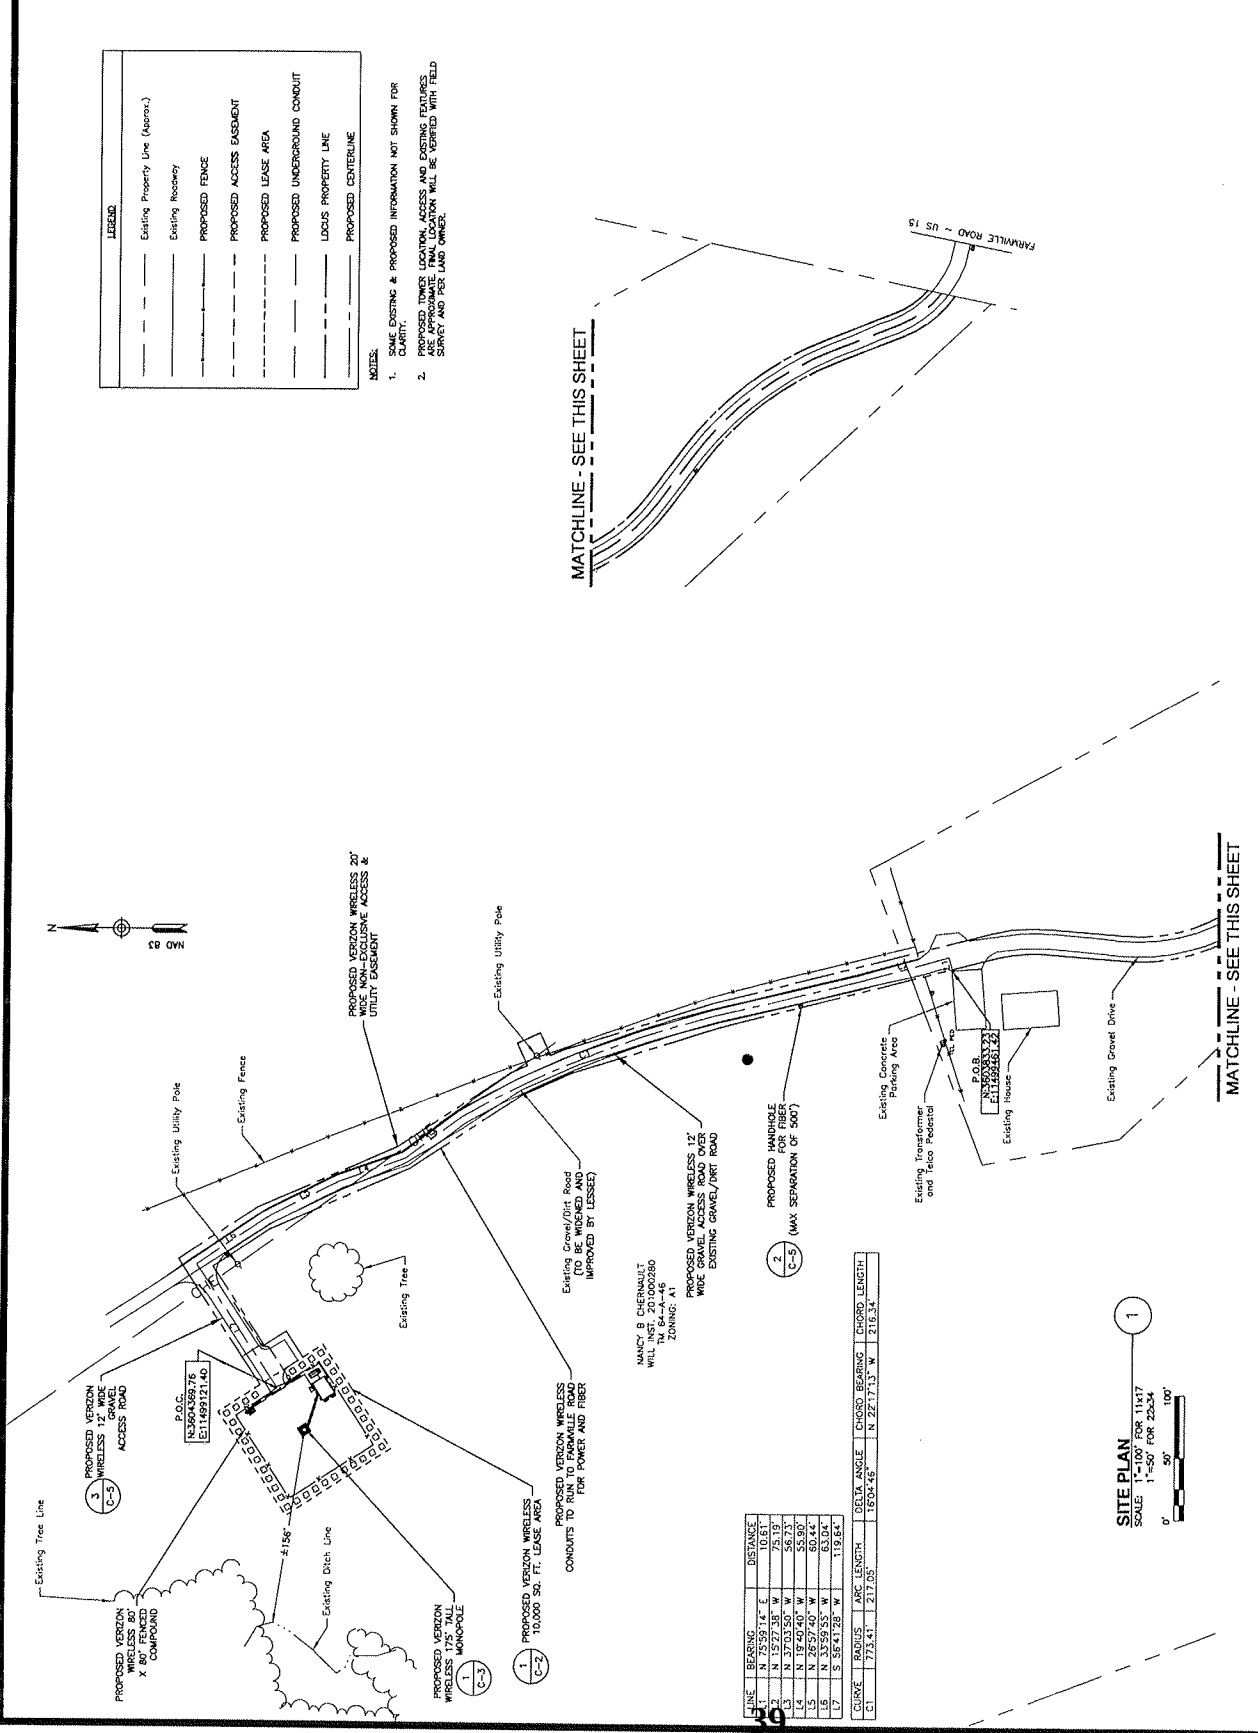 LEGEND
Existing Property Line (Approx.)
Existing Roadway
PROPOSED FENCE
PROPOSED ACCESS EASEMENT
PROPOSED LEASE AREA
PROPOSED UNDERGROUND CONDUIT
LOCUS PROPERTY LINE
PROPOSED CENTERLINE
NOTES:
1. SOME EXISTING & PROPOSED INFORMATION NOT SHOWN FOR
CLARITY.
2. PROPOSED TOWER LOCATION, ACCESS AND EXISTING FEATURES
ARE APPROXIMATE. FINAL LOCATION WILL BE VERIFIED WITH FIELD
SURVEY AND PER LAND OWNER.
MATCHLINE - SEE THIS SHEET
FARMVILLE ROAD ~ US 15
N
NAD 83
PROPOSED VERIZON WIRELESS 20'
WIDE NON-EXCLUSIVE ACCESS &
UTILITY EASEMENT
Existing Utility Pole
Existing Fence
Existing Utility Pole
Existing Tree
Existing Tree Line
3
C-5
PROPOSED VERIZON
WIRELESS 12' WIDE
GRAVEL
ACCESS ROAD
P.O.C.
N:3604369.76
E:11499121.40
PROPOSED VERIZON
WIRELESS 80'
X 80' FENCED
COMPOUND
±156'
Existing Ditch Line
PROPOSED VERIZON
WIRELESS 175' TALL
MONOPOLE
1
C-3
1
C-2
PROPOSED VERIZON WIRELESS
10,000 SQ. FT. LEASE AREA
PROPOSED VERIZON WIRELESS
CONDUITS TO RUN TO FARMVILLE ROAD
FOR POWER AND FIBER
Existing Gravel/Dirt Road
(TO BE WIDENED AND
IMPROVED BY LESSEE)
NANCY B CHERNAULT
WILL INST. 201000280
TM 64-A-46
ZONING: A1
PROPOSED VERIZON WIRELESS 12'
WIDE GRAVEL ACCESS ROAD OVER
EXISTING GRAVEL/DIRT ROAD
2
C-5
PROPOSED HANDHOLE
FOR FIBER
(MAX SEPARATION OF 500')
Existing Concrete
Parking Area
Existing Transformer
and Telco Pedestal
TEL PED
P.O.B.
N:3603833.23
E:11499461.42
Existing House
Existing Gravel Drive
MATCHLINE - SEE THIS SHEET
L6
L4
LINE BEARING DISTANCE
L1 N 75°59'14" E 10.61'
L2 N 15°27'38" W 75.19'
L3 N 37°03'50" W 56.73'
L4 N 19°40'40" W 55.90'
L5 N 26°57'40" W 60.44'
L6 N 33°59'55" W 63.04'
L7 S 56°41'28" W 119.64'
CURVE RADIUS ARC LENGTH DELTA ANGLE CHORD BEARING CHORD LENGTH
C1 773.41' 217.05' 16°04'46" N 22°17'13" W 216.34'
SITE PLAN
1
SCALE: 1"=100' FOR 11x17
1"=50' FOR 22x34
0' 50' 100'
39